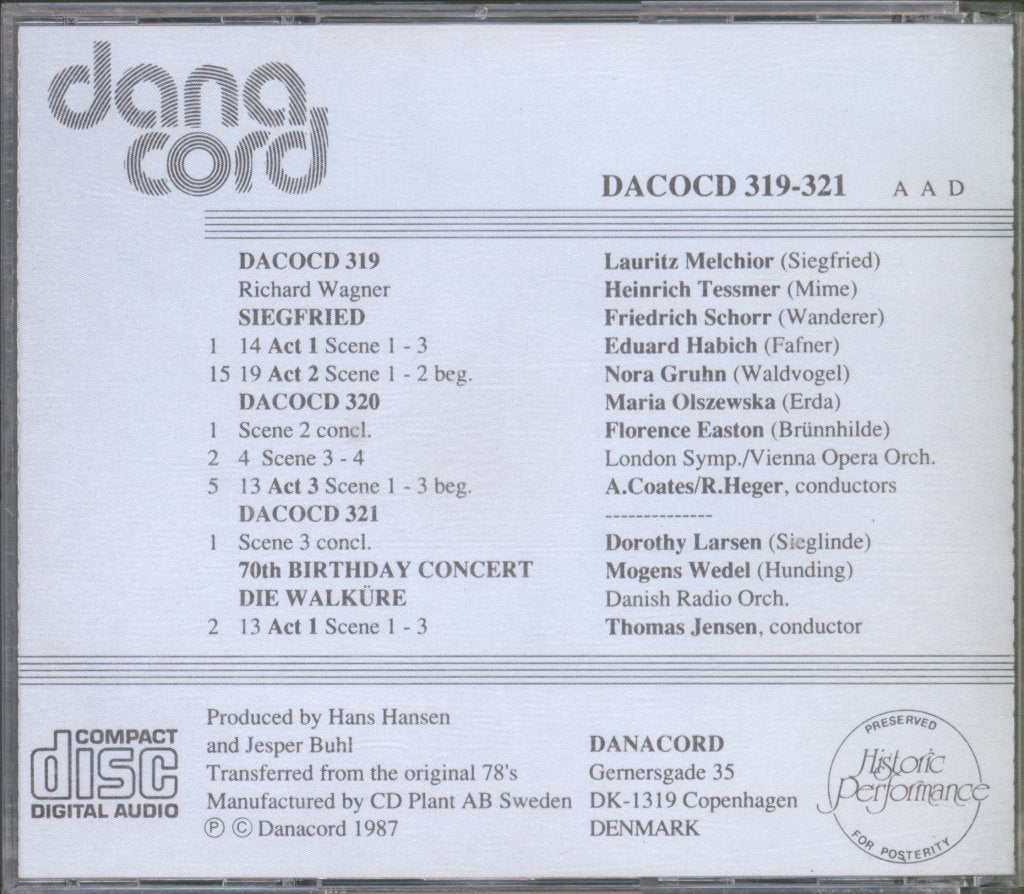 dana
cord
DACOCD 319-321 A A D
DACOCD 319
Richard Wagner
SIEGFRIED
1 14 Act 1 Scene 1 - 3
15 19 Act 2 Scene 1 - 2 beg.
DACOCD 320
1 Scene 2 concl.
2 4 Scene 3 - 4
5 13 Act 3 Scene 1 - 3 beg.
DACOCD 321
1 Scene 3 concl.
70th BIRTHDAY CONCERT
DIE WALKÜRE
2 13 Act 1 Scene 1 - 3
Lauritz Melchior (Siegfried)
Heinrich Tessmer (Mime)
Friedrich Schorr (Wanderer)
Eduard Habich (Fafner)
Nora Gruhn (Waldvogel)
Maria Olszewska (Erda)
Florence Easton (Brünnhilde)
London Symp./Vienna Opera Orch.
A.Coates/R.Heger, conductors
--------------
Dorothy Larsen (Sieglinde)
Mogens Wedel (Hunding)
Danish Radio Orch.
Thomas Jensen, conductor
COMPACT
disc
DIGITAL AUDIO
Produced by Hans Hansen
and Jesper Buhl
Transferred from the original 78's
Manufactured by CD Plant AB Sweden
Ⓟ © Danacord 1987
DANACORD
Gernersgade 35
DK-1319 Copenhagen
DENMARK
PRESERVED
Historic
Performance
FOR POSTERITY